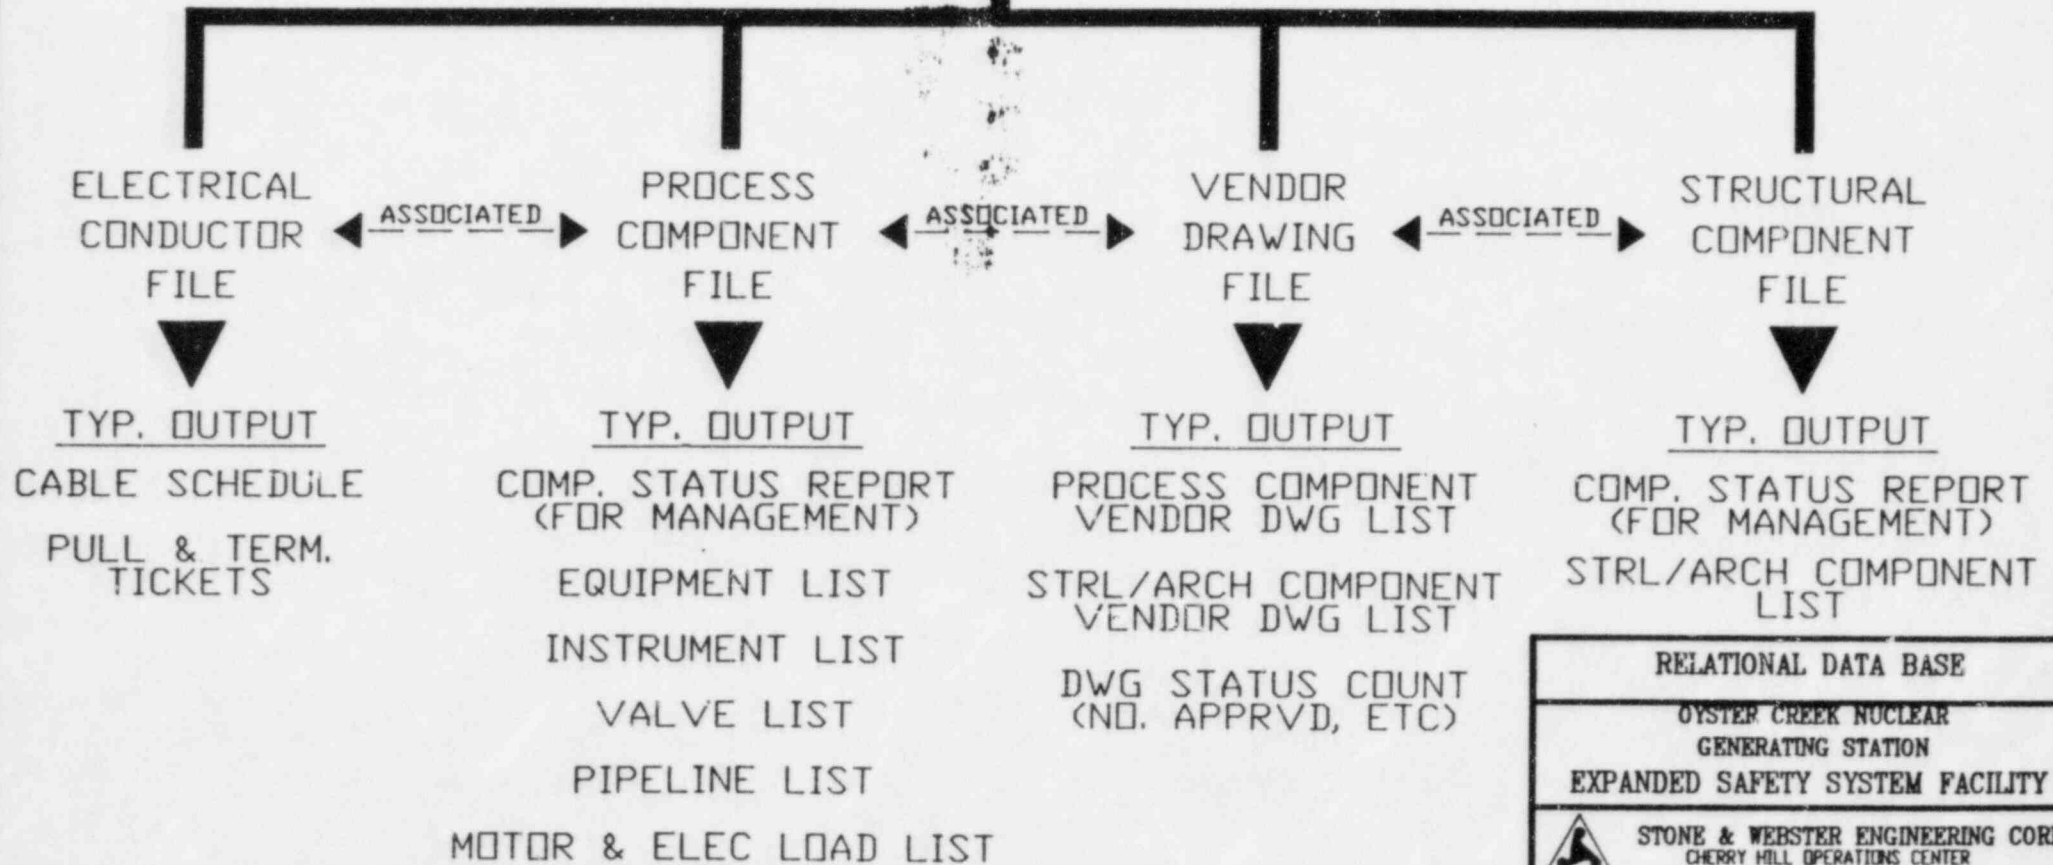 ELECTRICAL
CONDUCTOR
FILE
ASSOCIATED
PROCESS
COMPONENT
FILE
ASSOCIATED
VENDOR
DRAWING
FILE
ASSOCIATED
STRUCTURAL
COMPONENT
FILE
TYP. OUTPUT
CABLE SCHEDULE
PULL & TERM.
TICKETS
TYP. OUTPUT
COMP. STATUS REPORT
(FOR MANAGEMENT)
EQUIPMENT LIST
INSTRUMENT LIST
VALVE LIST
PIPELINE LIST
MOTOR & ELEC LOAD LIST
TYP. OUTPUT
PROCESS COMPONENT
VENDOR DWG LIST
STRL/ARCH COMPONENT
VENDOR DWG LIST
DWG STATUS COUNT
(NO. APPRVD, ETC)
TYP. OUTPUT
COMP. STATUS REPORT
(FOR MANAGEMENT)
STRL/ARCH COMPONENT
LIST
RELATIONAL DATA BASE
OYSTER CREEK NUCLEAR
GENERATING STATION
EXPANDED SAFETY SYSTEM FACILITY
STONE & WEBSTER ENGINEERING COR
CHERRY HILL OPERATIONS CENTER